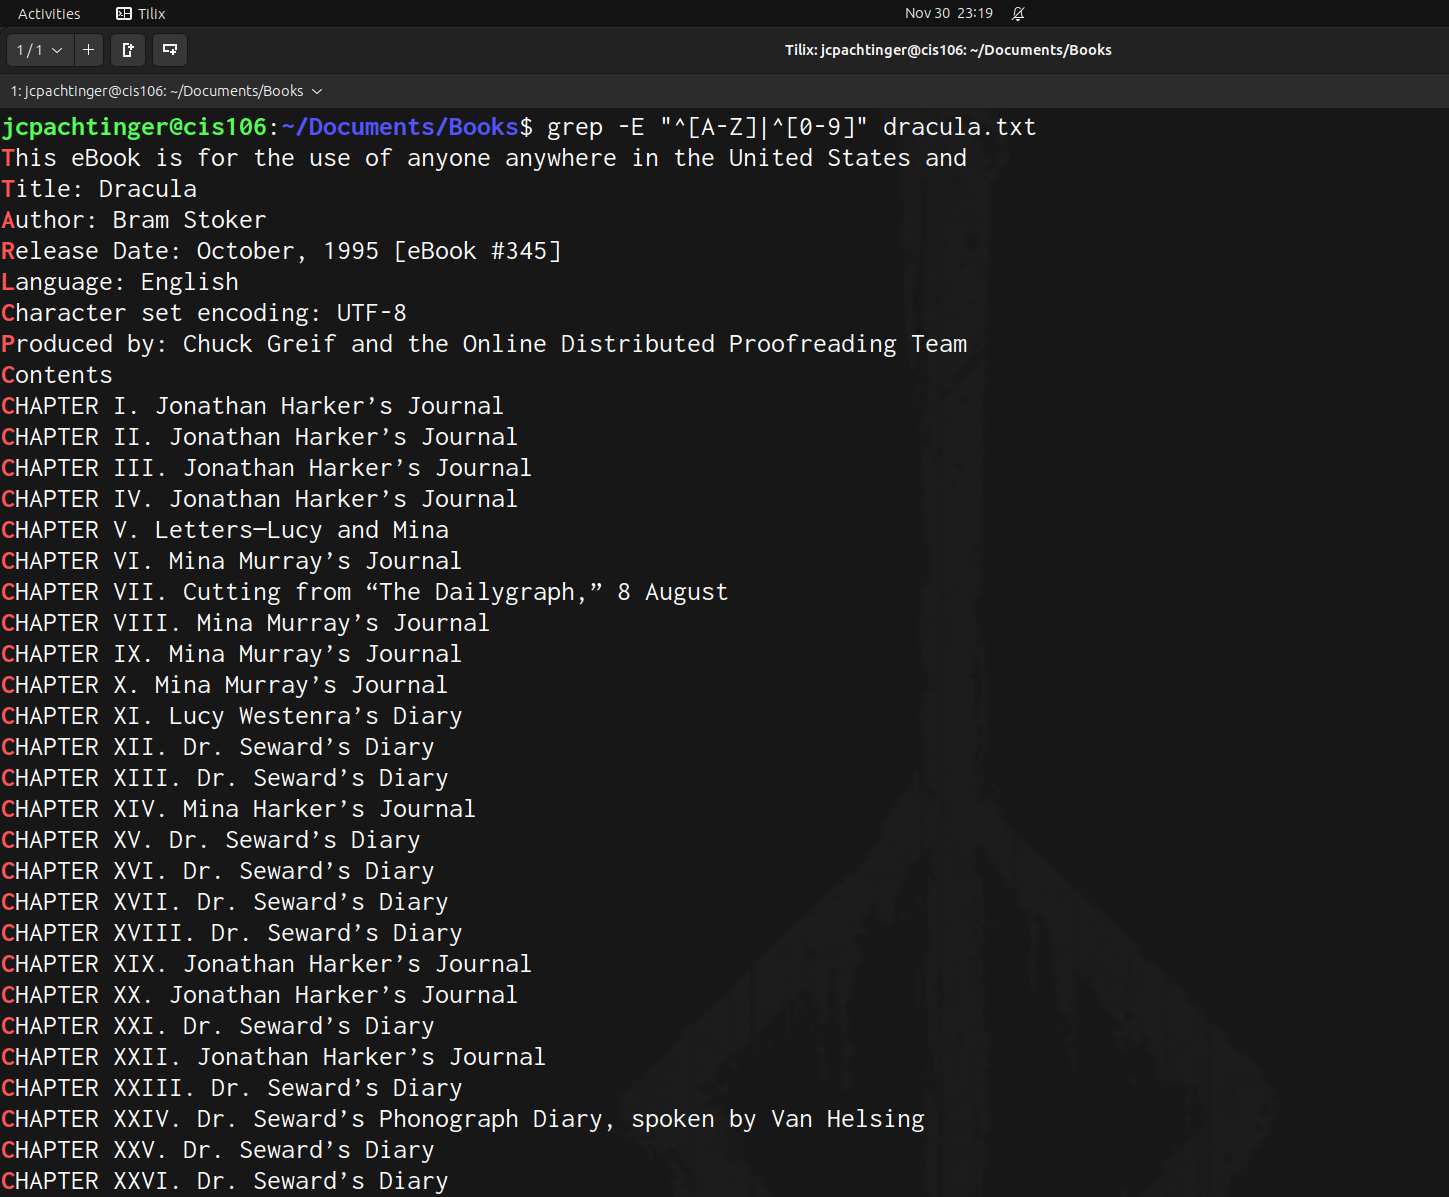 Activities Tilix Nov 30 23:19
1 / 1 Tilix: jcpachtinger@cis106: ~/Documents/Books
1: jcpachtinger@cis106: ~/Documents/Books
jcpachtinger@cis106:~/Documents/Books$ grep -E "^[A-Z]|^[0-9]" dracula.txt
This eBook is for the use of anyone anywhere in the United States and
Title: Dracula
Author: Bram Stoker
Release Date: October, 1995 [eBook #345]
Language: English
Character set encoding: UTF-8
Produced by: Chuck Greif and the Online Distributed Proofreading Team
Contents
CHAPTER I. Jonathan Harker’s Journal
CHAPTER II. Jonathan Harker’s Journal
CHAPTER III. Jonathan Harker’s Journal
CHAPTER IV. Jonathan Harker’s Journal
CHAPTER V. Letters—Lucy and Mina
CHAPTER VI. Mina Murray’s Journal
CHAPTER VII. Cutting from “The Dailygraph,” 8 August
CHAPTER VIII. Mina Murray’s Journal
CHAPTER IX. Mina Murray’s Journal
CHAPTER X. Mina Murray’s Journal
CHAPTER XI. Lucy Westenra’s Diary
CHAPTER XII. Dr. Seward’s Diary
CHAPTER XIII. Dr. Seward’s Diary
CHAPTER XIV. Mina Harker’s Journal
CHAPTER XV. Dr. Seward’s Diary
CHAPTER XVI. Dr. Seward’s Diary
CHAPTER XVII. Dr. Seward’s Diary
CHAPTER XVIII. Dr. Seward’s Diary
CHAPTER XIX. Jonathan Harker’s Journal
CHAPTER XX. Jonathan Harker’s Journal
CHAPTER XXI. Dr. Seward’s Diary
CHAPTER XXII. Jonathan Harker’s Journal
CHAPTER XXIII. Dr. Seward’s Diary
CHAPTER XXIV. Dr. Seward’s Phonograph Diary, spoken by Van Helsing
CHAPTER XXV. Dr. Seward’s Diary
CHAPTER XXVI. Dr. Seward’s Diary